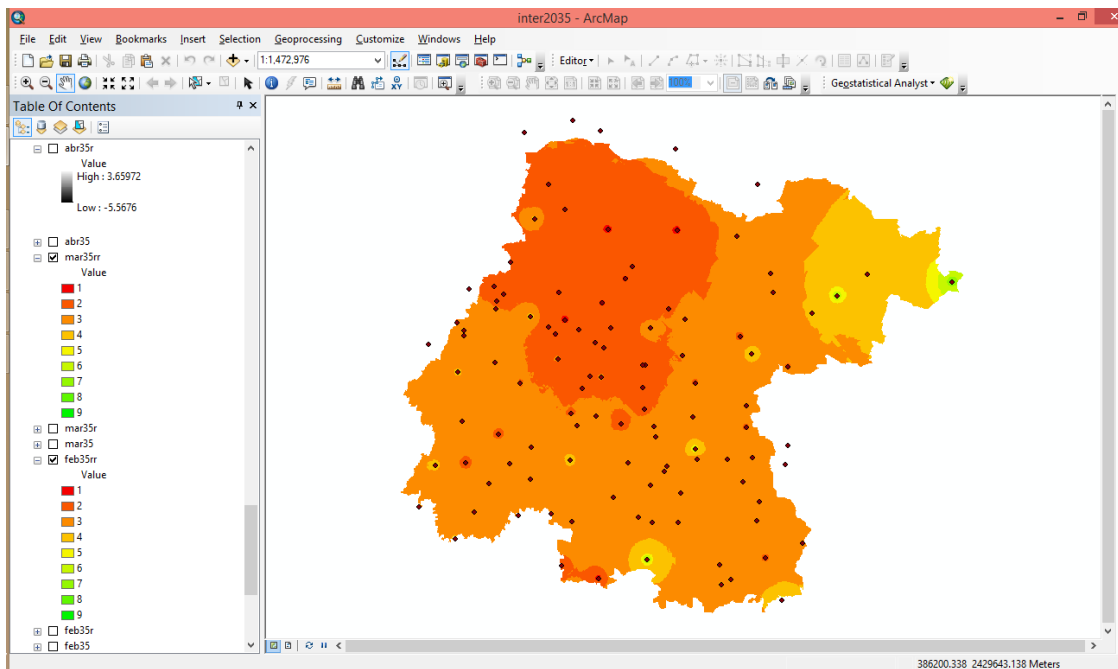 inter2035 - ArcMap
File Edit View Bookmarks Insert Selection Geoprocessing Customize Windows Help
1:1,472,976 Editor
100% Geostatistical Analyst
Table Of Contents
abr35r
Value
High : 3.65972
Low : -5.5676
abr35
mar35rr
Value
1
2
3
4
5
6
7
8
9
mar35r
mar35
feb35rr
Value
1
2
3
4
5
6
7
8
9
feb35r
feb35
386200.338 2429643.138 Meters